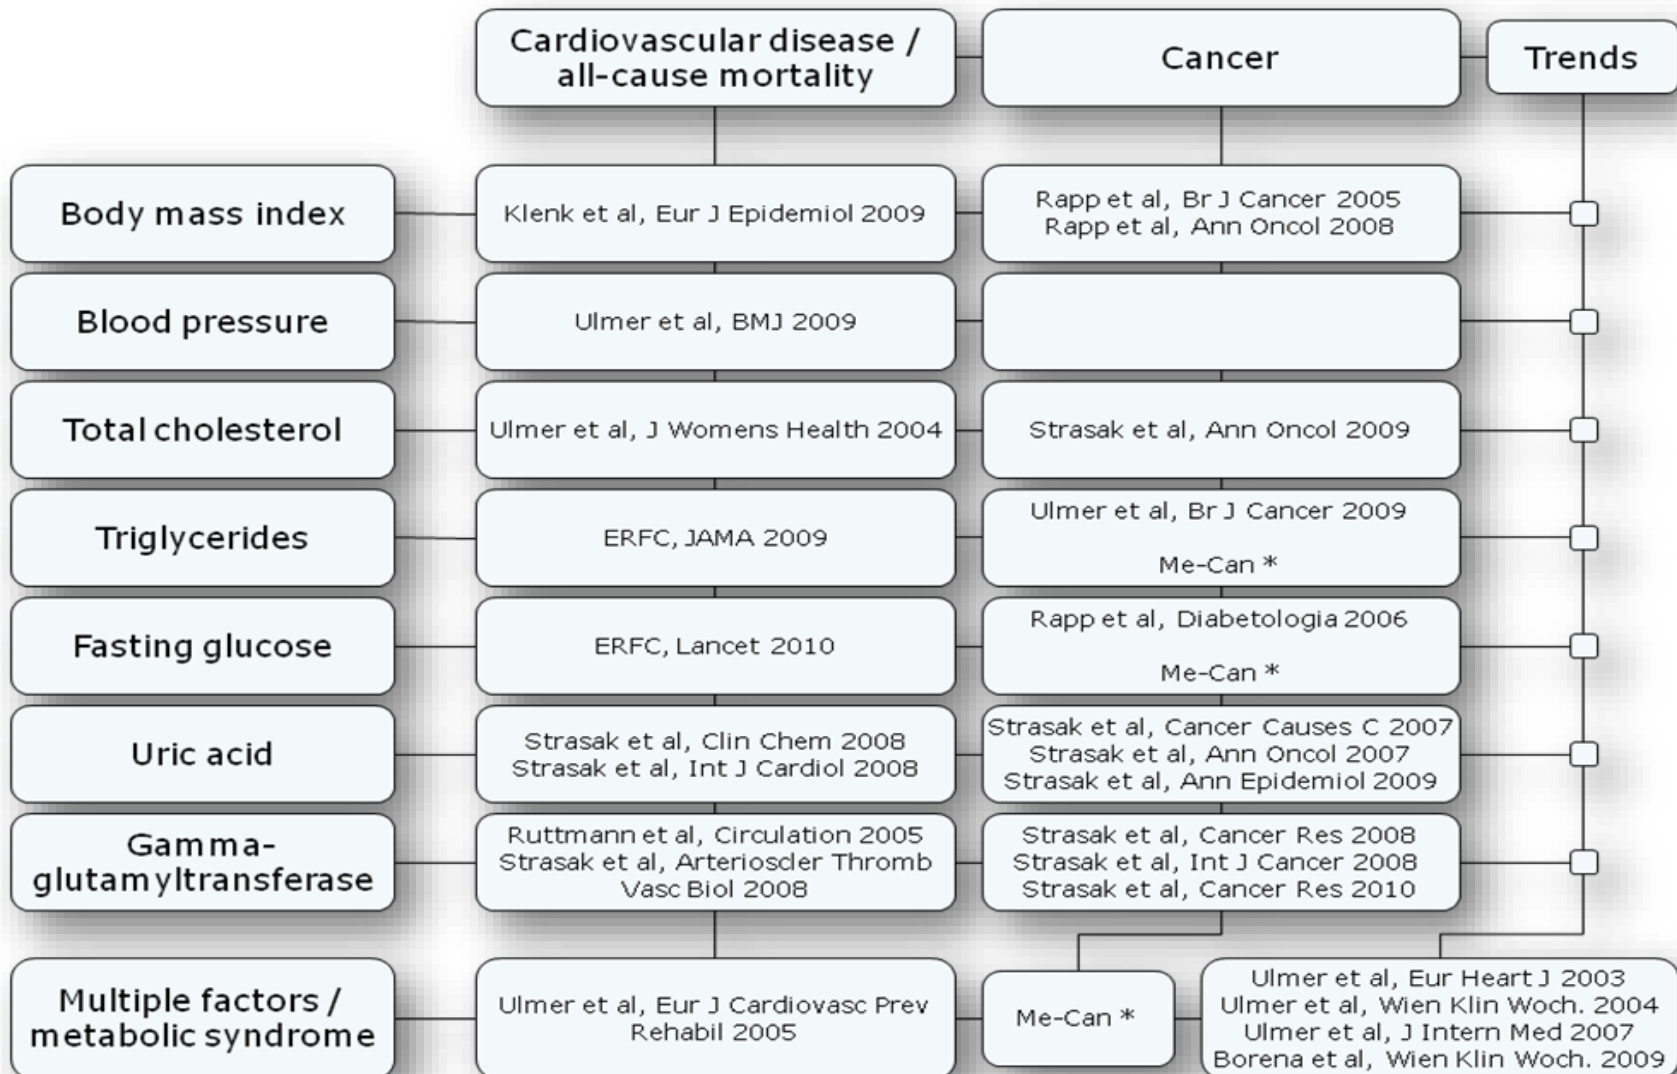 Cardiovascular disease /
all-cause mortality
Cancer
Trends
Body mass index
Klenk et al, Eur J Epidemiol 2009
Rapp et al, Br J Cancer 2005
Rapp et al, Ann Oncol 2008
Blood pressure
Ulmer et al, BMJ 2009
Total cholesterol
Ulmer et al, J Womens Health 2004
Strasak et al, Ann Oncol 2009
Triglycerides
ERFC, JAMA 2009
Ulmer et al, Br J Cancer 2009
Me-Can *
Fasting glucose
ERFC, Lancet 2010
Rapp et al, Diabetologia 2006
Me-Can *
Uric acid
Strasak et al, Clin Chem 2008
Strasak et al, Int J Cardiol 2008
Strasak et al, Cancer Causes C 2007
Strasak et al, Ann Oncol 2007
Strasak et al, Ann Epidemiol 2009
Gamma-
glutamyltransferase
Ruttmann et al, Circulation 2005
Strasak et al, Arterioscler Thromb
Vasc Biol 2008
Strasak et al, Cancer Res 2008
Strasak et al, Int J Cancer 2008
Strasak et al, Cancer Res 2010
Multiple factors /
metabolic syndrome
Ulmer et al, Eur J Cardiovasc Prev
Rehabil 2005
Me-Can *
Ulmer et al, Eur Heart J 2003
Ulmer et al, Wien Klin Woch. 2004
Ulmer et al, J Intern Med 2007
Borena et al, Wien Klin Woch. 2009